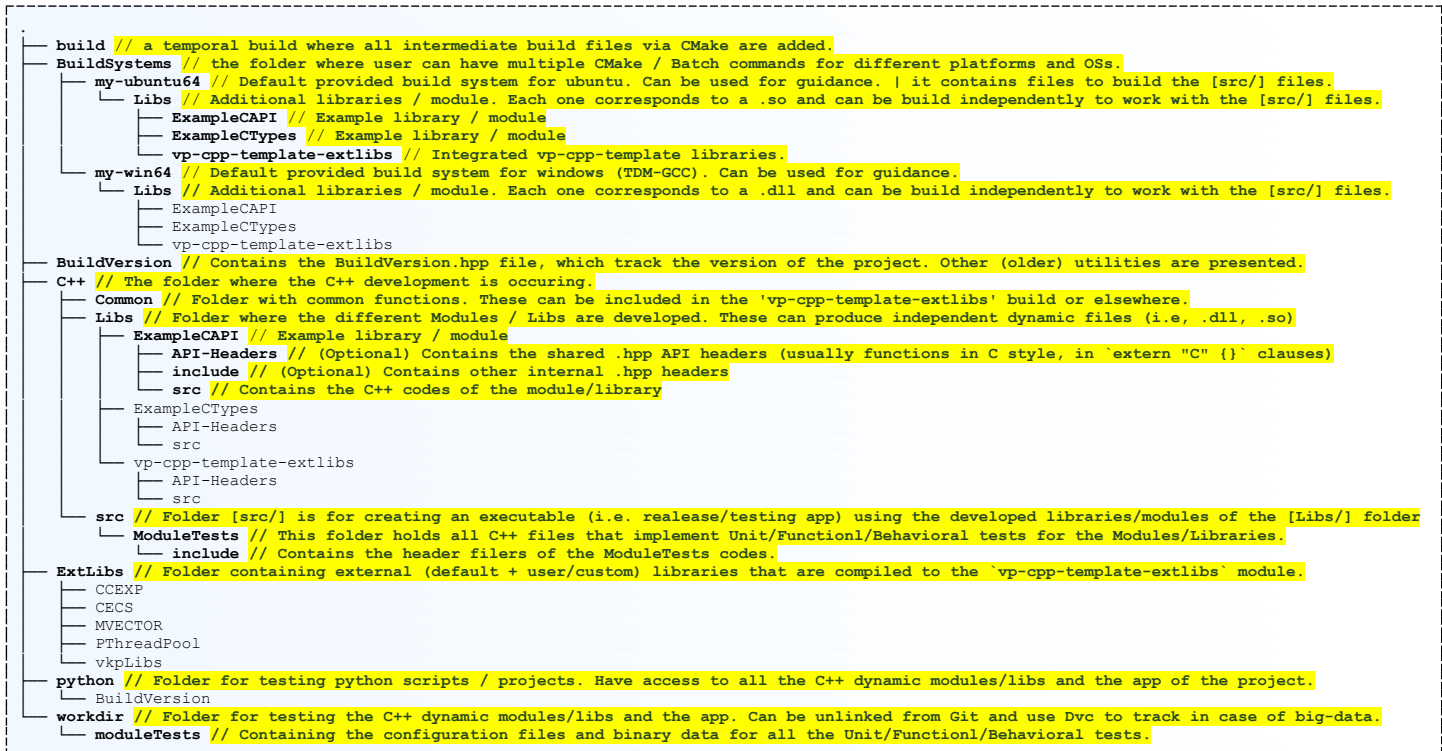 .
├── build // a temporal build where all intermediate build files via CMake are added.
├── BuildSystems // the folder where user can have multiple CMake / Batch commands for different platforms and OSs.
│   ├── my-ubuntu64 // Default provided build system for ubuntu. Can be used for guidance. | it contains files to build the [src/] files.
│   │   └── Libs // Additional libraries / module. Each one corresponds to a .so and can be build independently to work with the [src/] files.
│   │       ├── ExampleCAPI // Example library / module
│   │       ├── ExampleCTypes // Example library / module
│   │       └── vp-cpp-template-extlibs // Integrated vp-cpp-template libraries.
│   └── my-win64 // Default provided build system for windows (TDM-GCC). Can be used for guidance.
│       └── Libs // Additional libraries / module. Each one corresponds to a .dll and can be build independently to work with the [src/] files.
│           ├── ExampleCAPI
│           ├── ExampleCTypes
│           └── vp-cpp-template-extlibs
├── BuildVersion // Contains the BuildVersion.hpp file, which track the version of the project. Other (older) utilities are presented.
├── C++ // The folder where the C++ development is occuring.
│   ├── Common // Folder with common functions. These can be included in the 'vp-cpp-template-extlibs' build or elsewhere.
│   ├── Libs // Folder where the different Modules / Libs are developed. These can produce independent dynamic files (i.e, .dll, .so)
│   │   ├── ExampleCAPI // Example library / module
│   │   │   ├── API-Headers // (Optional) Contains the shared .hpp API headers (usually functions in C style, in `extern "C" {}` clauses)
│   │   │   ├── include // (Optional) Contains other internal .hpp headers
│   │   │   └── src // Contains the C++ codes of the module/library
│   │   ├── ExampleCTypes
│   │   │   ├── API-Headers
│   │   │   └── src
│   │   └── vp-cpp-template-extlibs
│   │       ├── API-Headers
│   │       └── src
│   └── src // Folder [src/] is for creating an executable (i.e. realease/testing app) using the developed libraries/modules of the [Libs/] folder
│       └── ModuleTests // This folder holds all C++ files that implement Unit/Function1/Behavioral tests for the Modules/Libraries.
│           └── include // Contains the header filers of the ModuleTests codes.
├── ExtLibs // Folder containing external (default + user/custom) libraries that are compiled to the `vp-cpp-template-extlibs` module.
│   ├── CCEXP
│   ├── CECS
│   ├── MVECTOR
│   ├── PThreadPool
│   └── vkpLibs
├── python // Folder for testing python scripts / projects. Have access to all the C++ dynamic modules/libs and the app of the project.
│   └── BuildVersion
└── workdir // Folder for testing the C++ dynamic modules/libs and the app. Can be unlinked from Git and use Dvc to track in case of big-data.
    └── moduleTests // Containing the configuration files and binary data for all the Unit/Functionl/Behavioral tests.